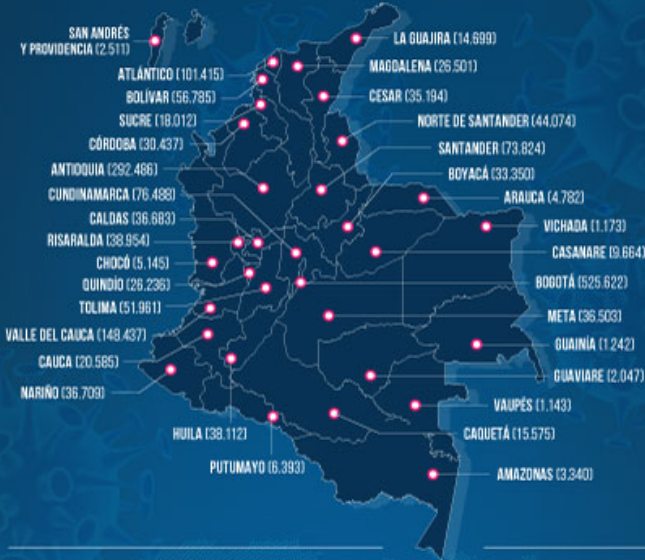 SAN ANDRÉS
Y PROVIDENCIA (2.511)
ATLÁNTICO (101.415)
BOLÍVAR (56.785)
SUCRE (18.012)
CÓRDOBA (30.437)
ANTIOQUIA (292.486)
CUNDINAMARCA (76.488)
CALDAS (36.683)
RISARALDA (38.954)
CHOCÓ (5.145)
QUINDÍO (26.236)
TOLIMA (51.961)
VALLE DEL CAUCA (148.437)
CAUCA (20.585)
NARIÑO (36.709)
HUILA (38.112)
PUTUMAYO (6.393)
LA GUAJIRA (14.699)
MAGDALENA (26.501)
CESAR (35.194)
NORTE DE SANTANDER (44.074)
SANTANDER (73.824)
BOYACÁ (33.350)
ARAUCA (4.782)
VICHADA (1.173)
CASANARE (9.664)
BOGOTÁ (525.622)
META (36.503)
GUAINÍA (1.242)
GUAVIARE (2.047)
VAUPÉS (1.143)
CAQUETÁ (15.575)
AMAZONAS (3.340)